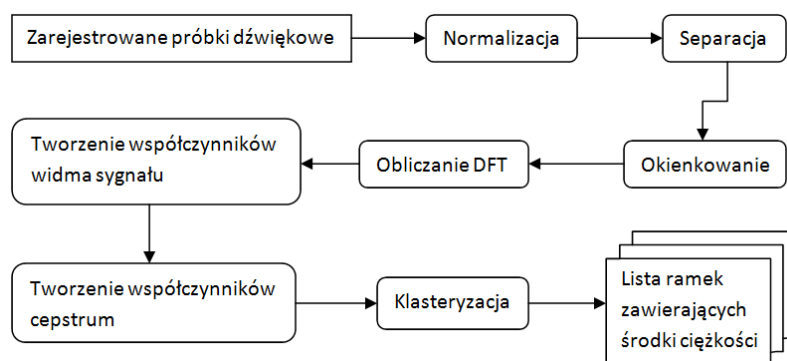 Zarejestrowane próbki dźwiękowe
Normalizacja
Separacja
Okienkowanie
Obliczanie DFT
Tworzenie współczynników
widma sygnału
Tworzenie współczynników
cepstrum
Klasteryzacja
Lista ramek
zawierających
środki ciężkości